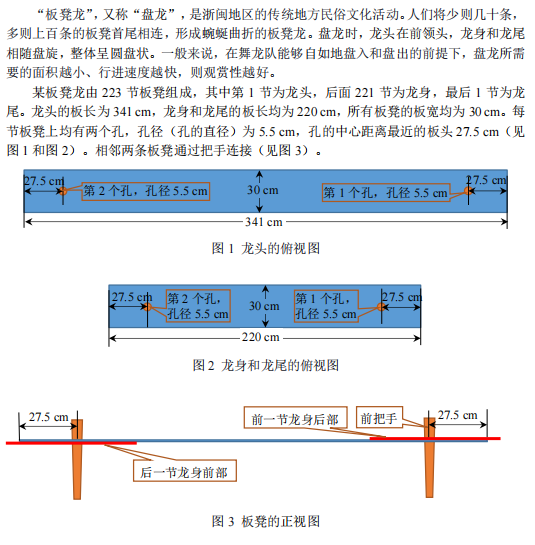 “板凳龙”，又称“盘龙”，是浙闽地区的传统地方民俗文化活动。人们将少则几十条，
多则上百条的板凳首尾相连，形成蜿蜒曲折的板凳龙。盘龙时，龙头在前领头，龙身和龙尾
相随盘旋，整体呈圆盘状。一般来说，在舞龙队能够自如地盘入和盘出的前提下，盘龙所需
要的面积越小、行进速度越快，则观赏性越好。
某板凳龙由 223 节板凳组成，其中第 1 节为龙头，后面 221 节为龙身，最后 1 节为龙
尾。龙头的板长为 341 cm，龙身和龙尾的板长均为 220 cm，所有板凳的板宽均为 30 cm。每
节板凳上均有两个孔，孔径（孔的直径）为 5.5 cm，孔的中心距离最近的板头 27.5 cm（见
图 1 和图 2）。相邻两条板凳通过把手连接（见图 3）。
27.5 cm
第 2 个孔，孔径 5.5 cm
30 cm
第 1 个孔，孔径 5.5 cm
27.5 cm
341 cm
图 1 龙头的俯视图
27.5 cm
第 2 个孔，
孔径 5.5 cm
30 cm
第 1 个孔，
孔径 5.5 cm
27.5 cm
220 cm
图 2 龙身和龙尾的俯视图
27.5 cm
前一节龙身后部
前把手
27.5 cm
后一节龙身前部
图 3 板凳的正视图